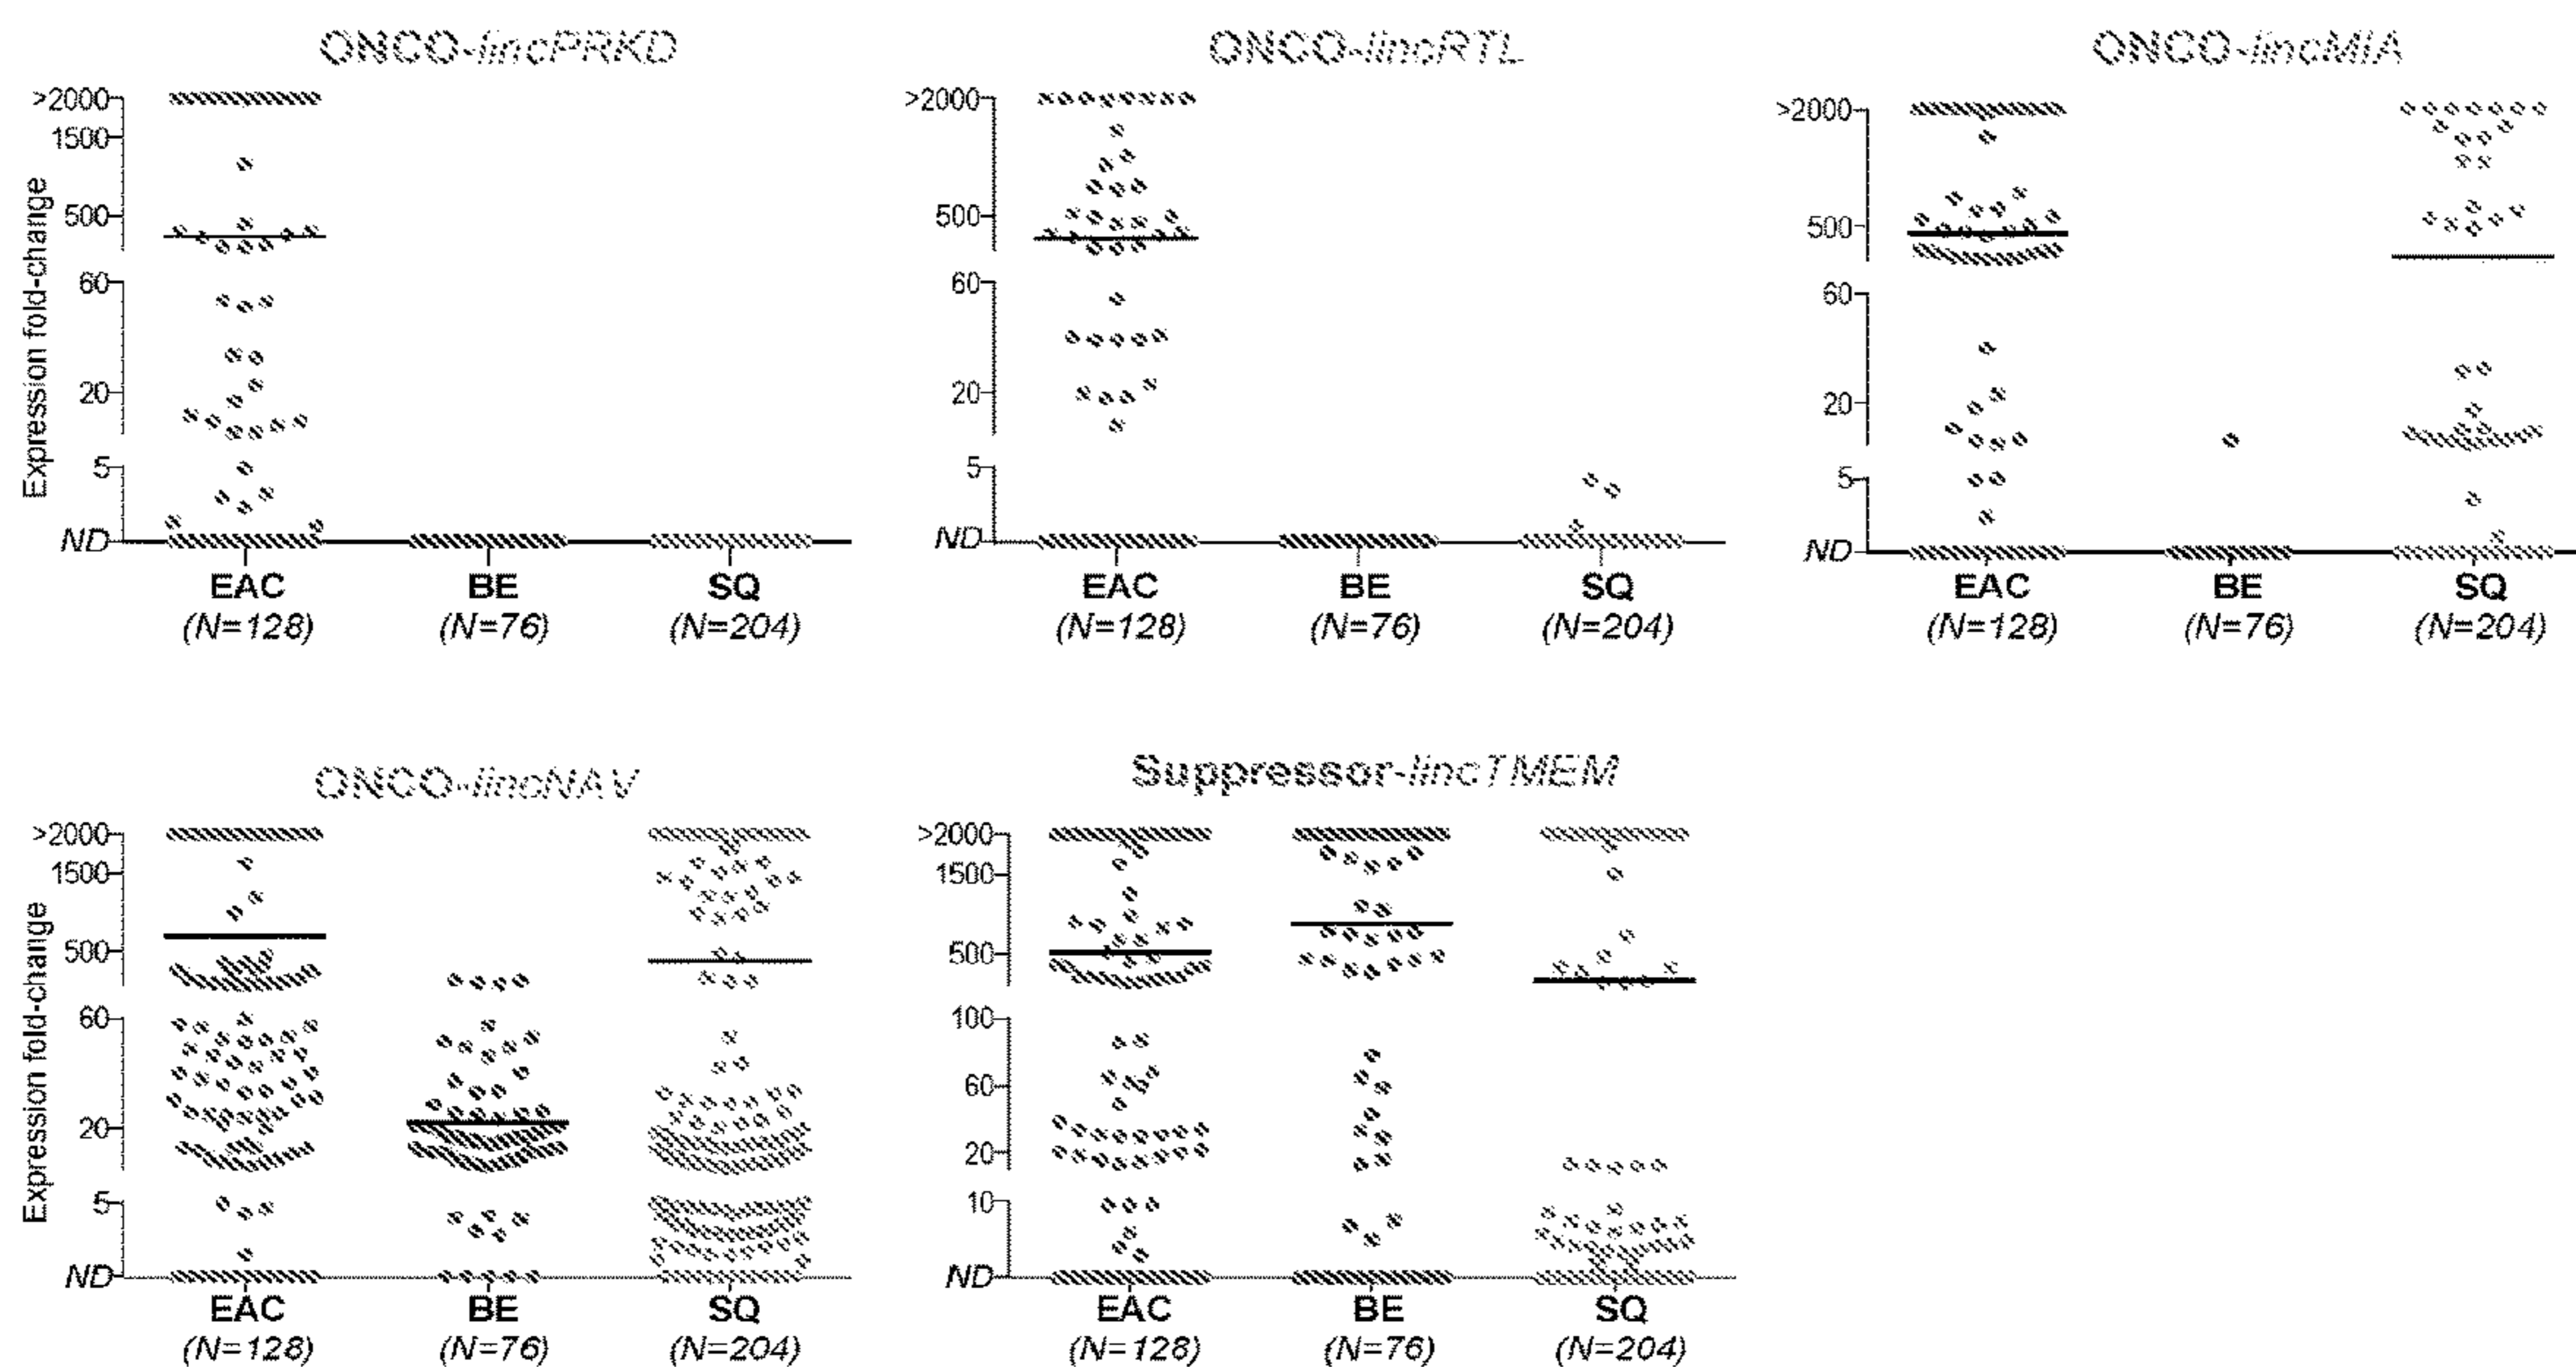 ONCO-lincPRKD
Expression fold-change
>2000
1500
500
60
20
5
ND
EAC
(N=128)
BE
(N=76)
SQ
(N=204)
ONCO-lincRTL
>2000
500
60
20
5
ND
EAC
(N=128)
BE
(N=76)
SQ
(N=204)
ONCO-lincMIA
>2000
500
60
20
5
ND
EAC
(N=128)
BE
(N=76)
SQ
(N=204)
ONCO-lincNAV
Expression fold-change
>2000
1500
500
60
20
5
ND
EAC
(N=128)
BE
(N=76)
SQ
(N=204)
Suppressor-lincTMEM
>2000
1500
500
100
60
20
10
ND
EAC
(N=128)
BE
(N=76)
SQ
(N=204)